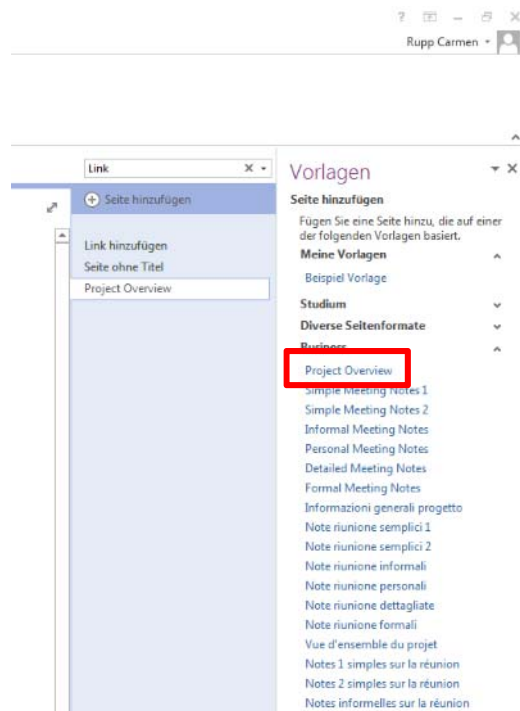 Rupp Carmen
Link
Seite hinzufügen
Link hinzufügen
Seite ohne Titel
Project Overview
Vorlagen
Seite hinzufügen
Fügen Sie eine Seite hinzu, die auf einer
der folgenden Vorlagen basiert.
Meine Vorlagen
Beispiel Vorlage
Studium
Diverse Seitenformate
Business
Project Overview
Simple Meeting Notes 1
Simple Meeting Notes 2
Informal Meeting Notes
Personal Meeting Notes
Detailed Meeting Notes
Formal Meeting Notes
Informazioni generali progetto
Note riunione semplici 1
Note riunione semplici 2
Note riunione informali
Note riunione personali
Note riunione dettagliate
Note riunione formali
Vue d'ensemble du projet
Notes 1 simples sur la réunion
Notes 2 simples sur la réunion
Notes informelles sur la réunion